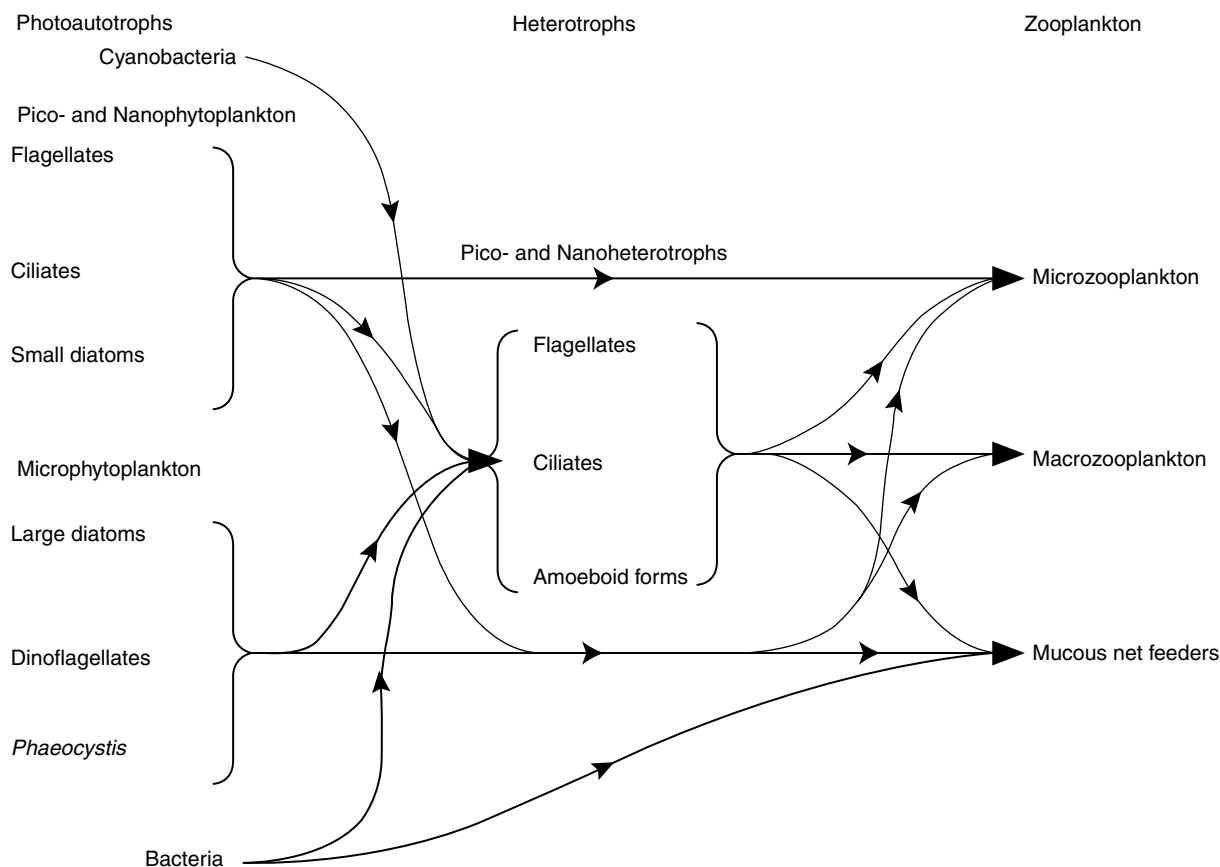 Photoautotrophs
Heterotrophs
Zooplankton
Cyanobacteria
Pico- and Nanophytoplankton
Flagellates
Ciliates
Small diatoms
Microphytoplankton
Large diatoms
Dinoflagellates
Phaeocystis
Bacteria
Pico- and Nanoheterotrophs
Flagellates
Ciliates
Amoeboid forms
Microzooplankton
Macrozooplankton
Mucous net feeders